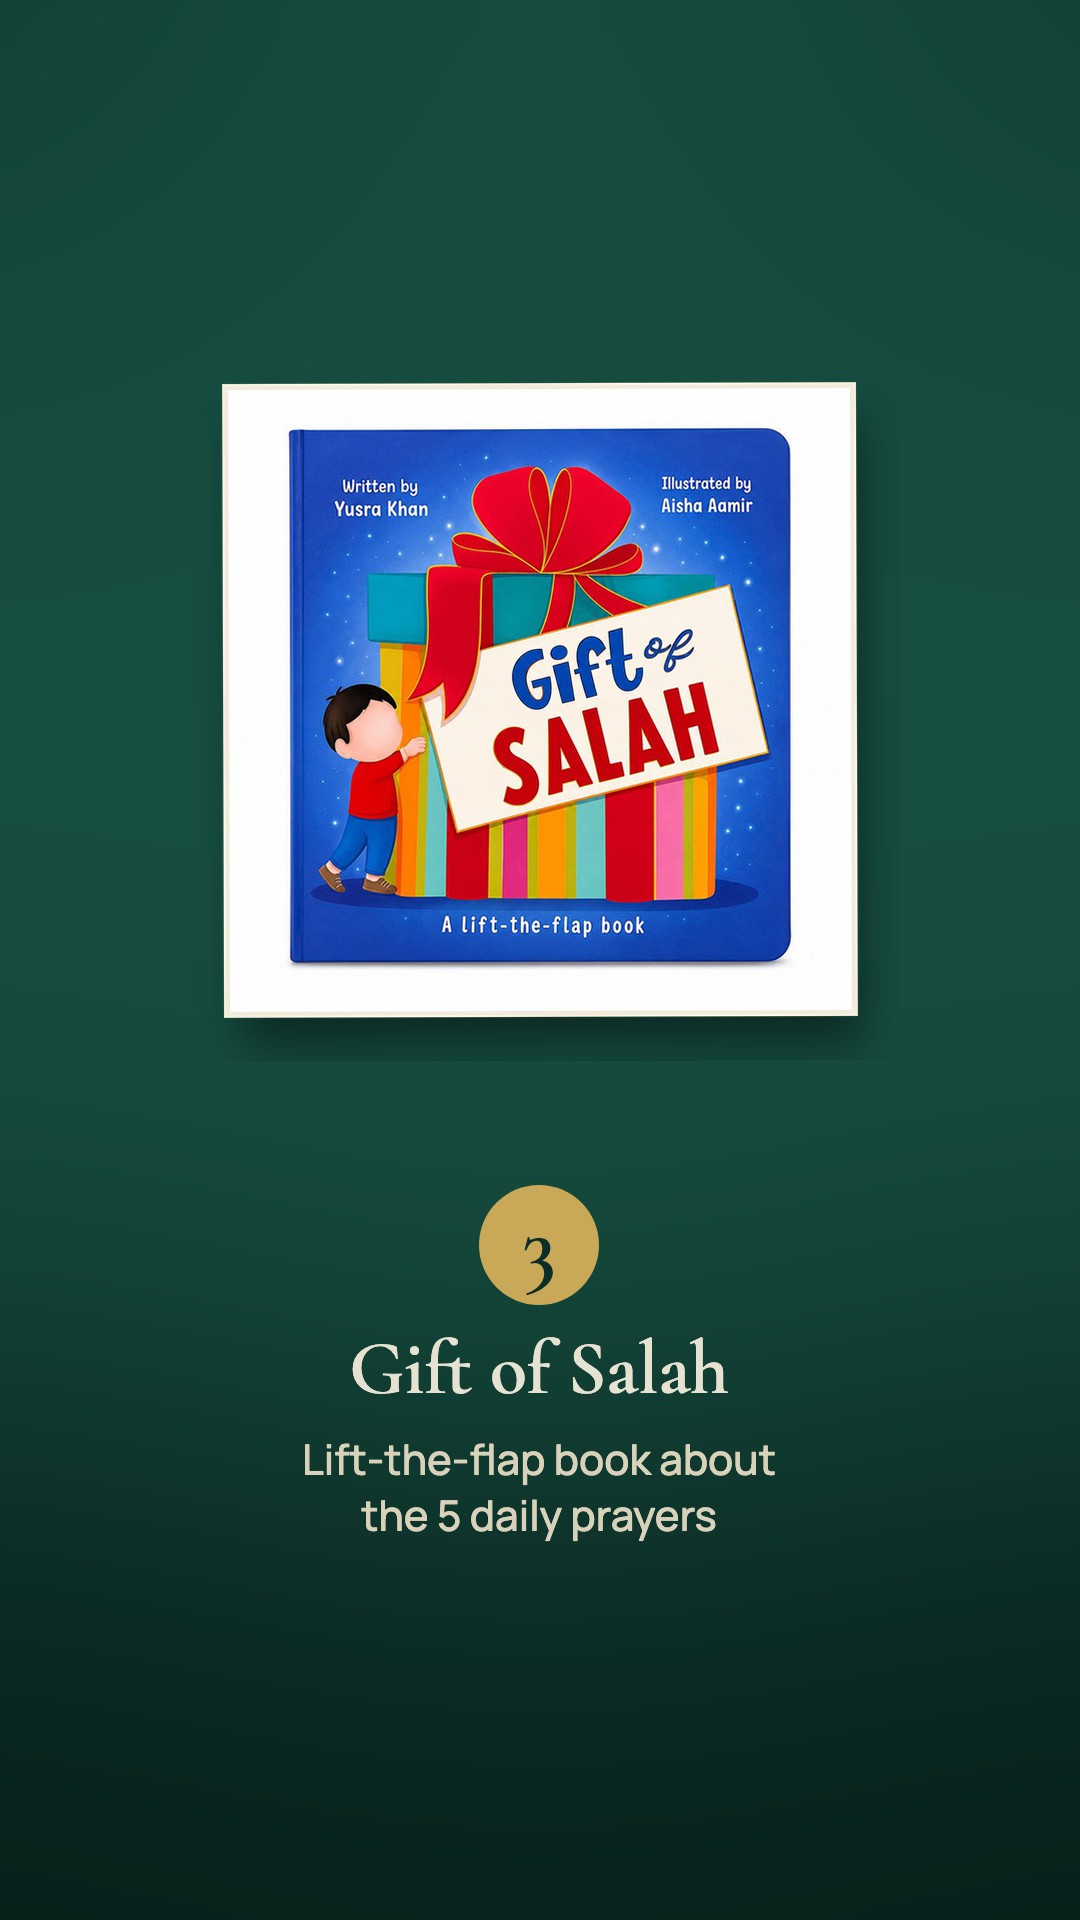 Written by
Yusra Khan
Illustrated by
Aisha Aamir
Gift of
SALAH
A lift-the-flap book
3
Gift of Salah
Lift-the-flap book about
the 5 daily prayers